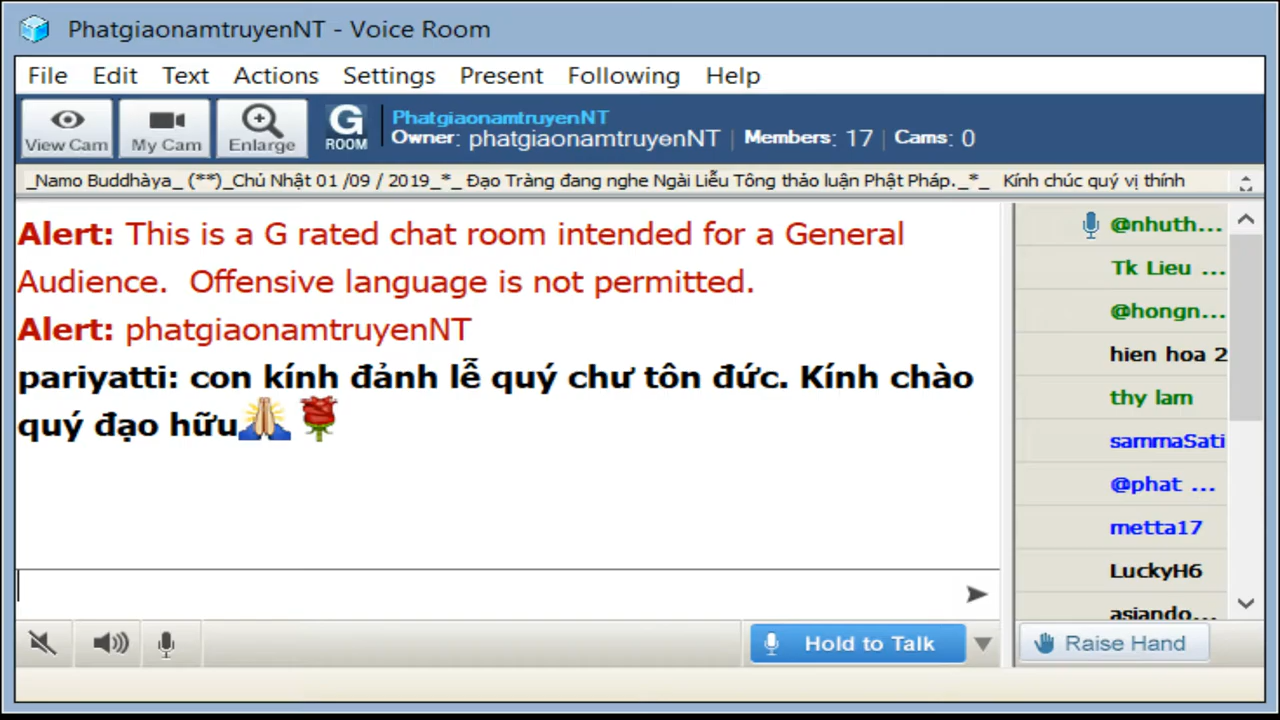 PhatgiaonamtruyenNT - Voice Room
File Edit Text Actions Settings Present Following Help
View Cam My Cam Enlarge G ROOM
PhatgiaonamtruyenNT
Owner: phatgiaonamtruyenNT | Members: 17 | Cams: 0
_Namo Buddhàya_ (**)_Chủ Nhật 01 /09 / 2019_*_ Đạo Tràng đang nghe Ngài Liễu Tông thảo luận Phật Pháp._*_ Kính chúc quý vị thính
Alert: This is a G rated chat room intended for a General
Audience. Offensive language is not permitted.
Alert: phatgiaonamtruyenNT
pariyatti: con kính đảnh lễ quý chư tôn đức. Kính chào
quý đạo hữu
@nhuth...
Tk Lieu ...
@hongn...
hien hoa 2
thy lam
sammaSati
@phat ...
metta17
LuckyH6
asiando...
Hold to Talk
Raise Hand